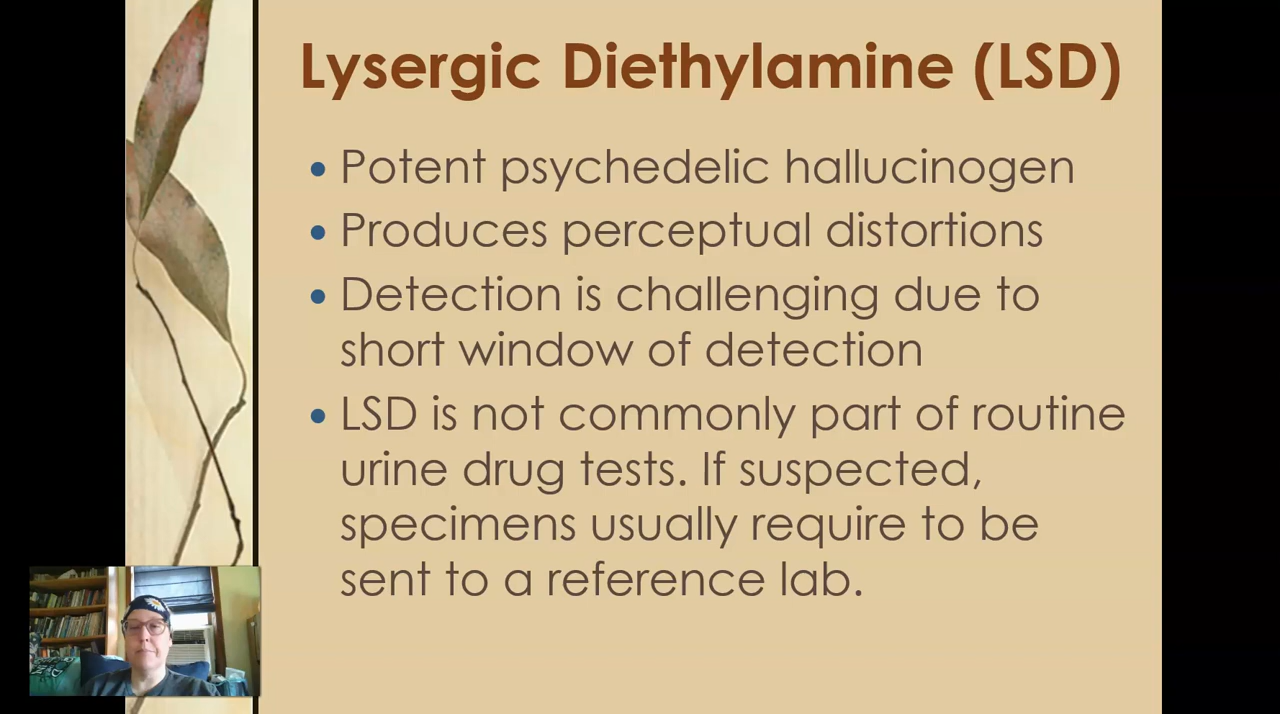 Lysergic Diethylamine (LSD)
• Potent psychedelic hallucinogen
• Produces perceptual distortions
• Detection is challenging due to
short window of detection
• LSD is not commonly part of routine
urine drug tests. If suspected,
specimens usually require to be
sent to a reference lab.